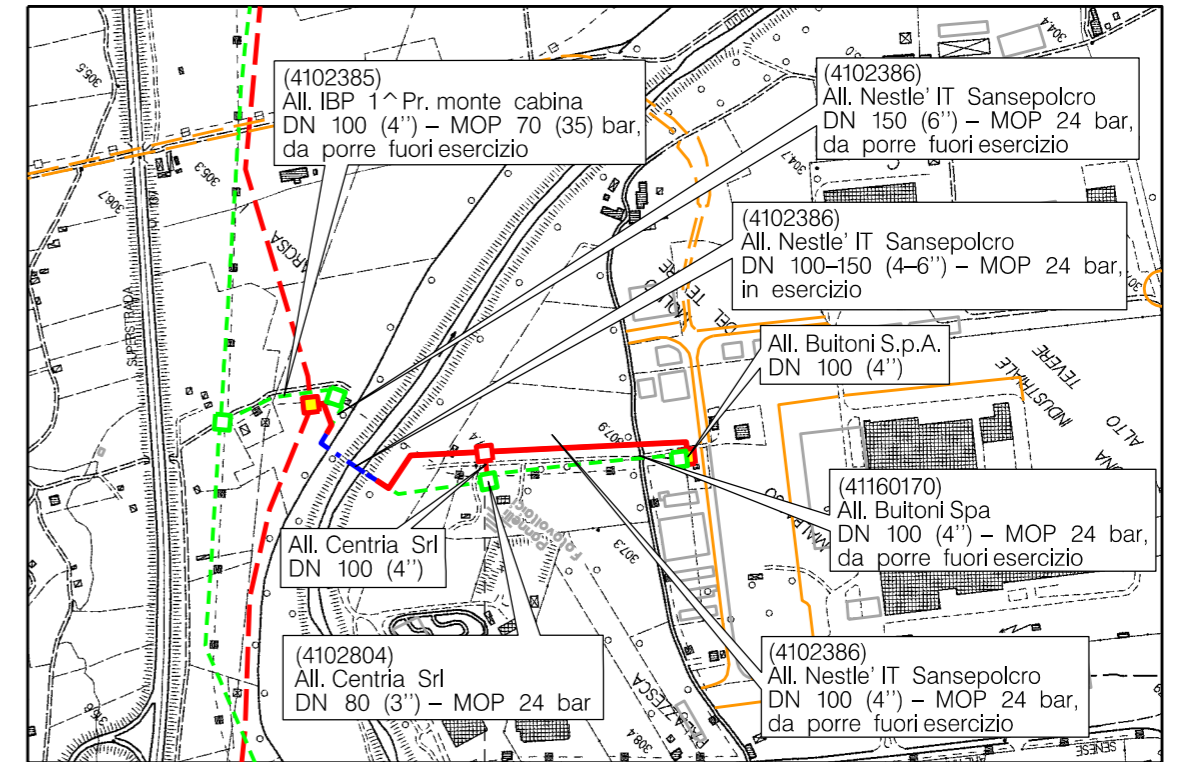 (4102385)
All. IBP 1^Pr. monte cabina
DN 100 (4'') – MOP 70 (35) bar,
da porre fuori esercizio
(4102386)
All. Nestle' IT Sansepolcro
DN 150 (6'') – MOP 24 bar,
da porre fuori esercizio
(4102386)
All. Nestle' IT Sansepolcro
DN 100–150 (4–6'') – MOP 24 bar,
in esercizio
All. Buitoni S.p.A.
DN 100 (4'')
(41160170)
All. Buitoni Spa
DN 100 (4'') – MOP 24 bar,
da porre fuori esercizio
All. Centria Srl
DN 100 (4'')
(4102804)
All. Centria Srl
DN 80 (3'') – MOP 24 bar
(4102386)
All. Nestle' IT Sansepolcro
DN 100 (4'') – MOP 24 bar,
da porre fuori esercizio
305.5
305.3
306.7
304.4
304.7
SUPERSTRADA
ARCISA
DEL TEVERE
307.9
307.3
308.4
INDUSTRIALE
ALTO
TEVERE
SENESE